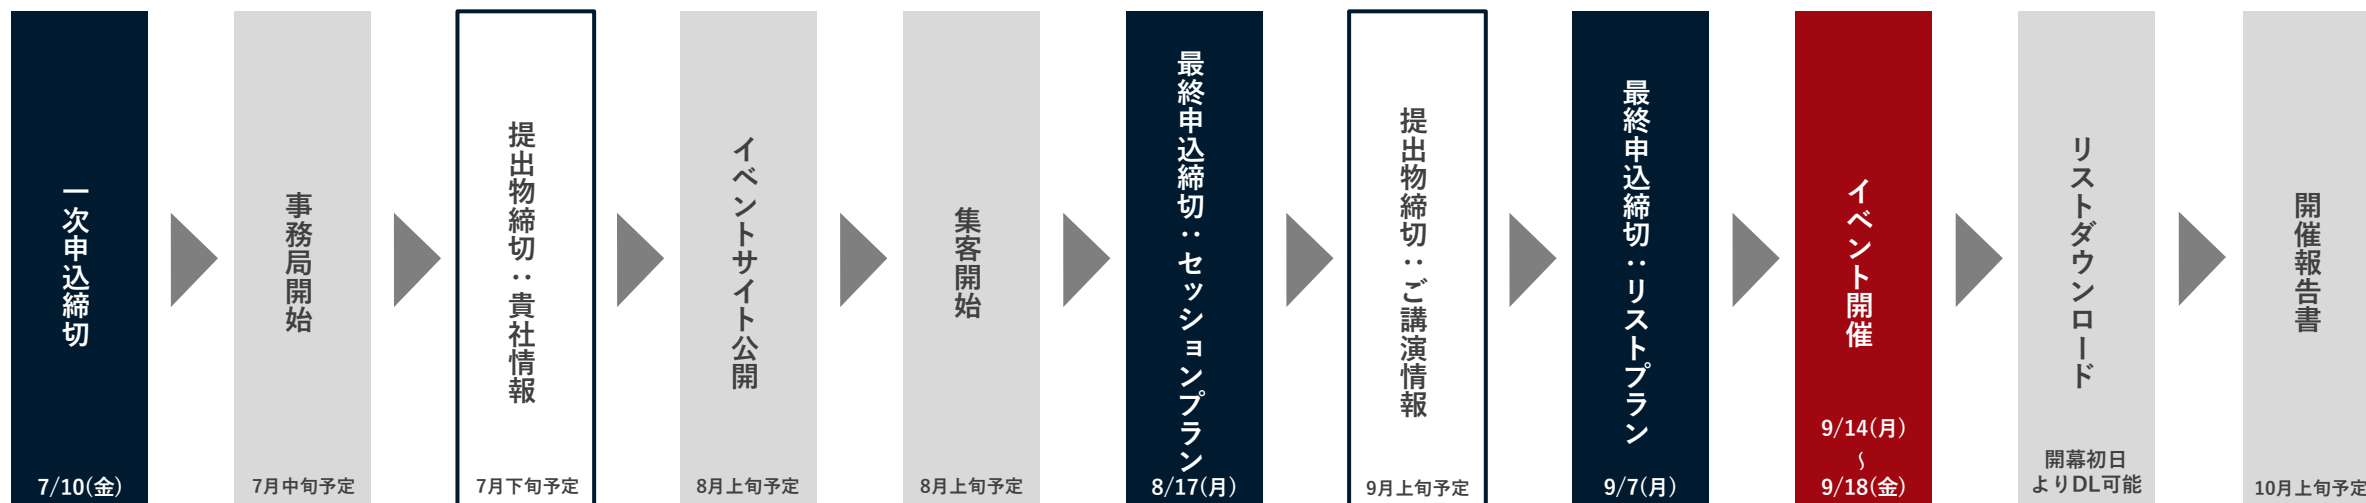 一次申込締切
7/10(金)
事務局開始
7月中旬予定
提出物締切：貴社情報
7月下旬予定
イベントサイト公開
8月上旬予定
集客開始
8月上旬予定
最終申込締切：セッションプラン
8/17(月)
提出物締切：ご講演情報
9月上旬予定
最終申込締切：リストプラン
9/7(月)
イベント開催
9/14(月)
～
9/18(金)
リストダウンロード
開幕初日
よりDL可能
開催報告書
10月上旬予定